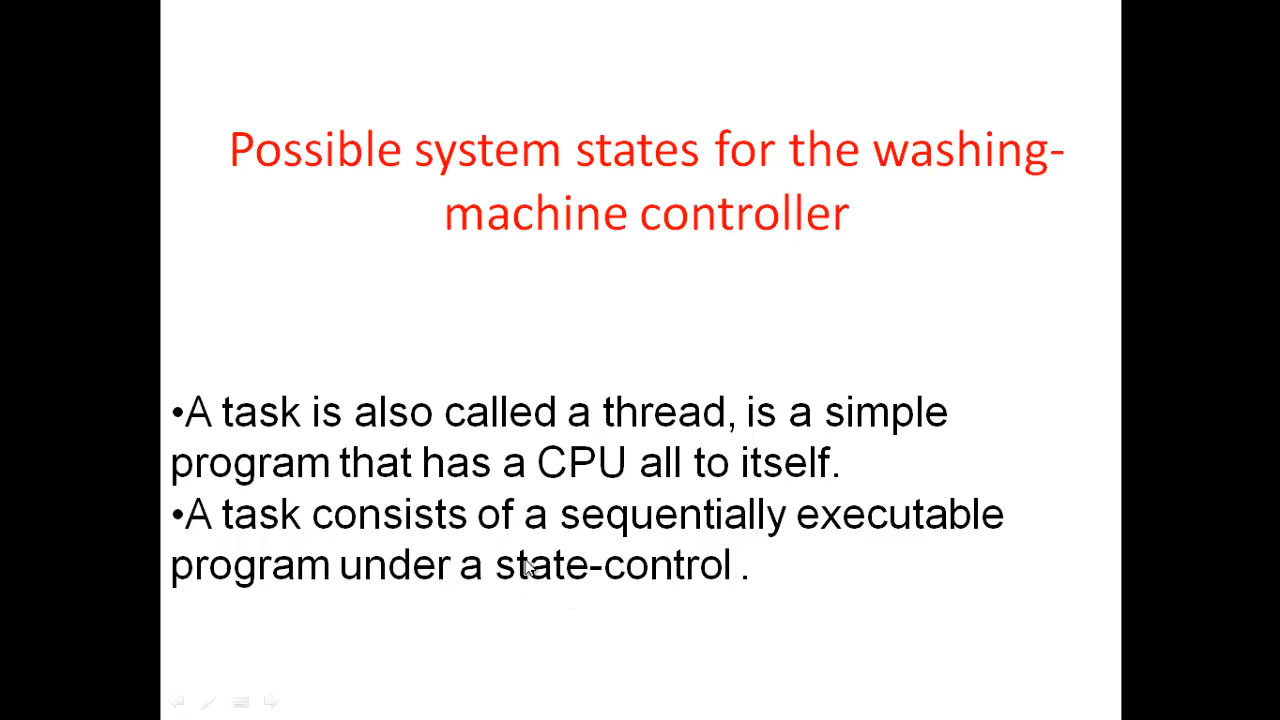 Possible system states for the washing-
machine controller
•A task is also called a thread, is a simple
program that has a CPU all to itself.
•A task consists of a sequentially executable
program under a state-control .